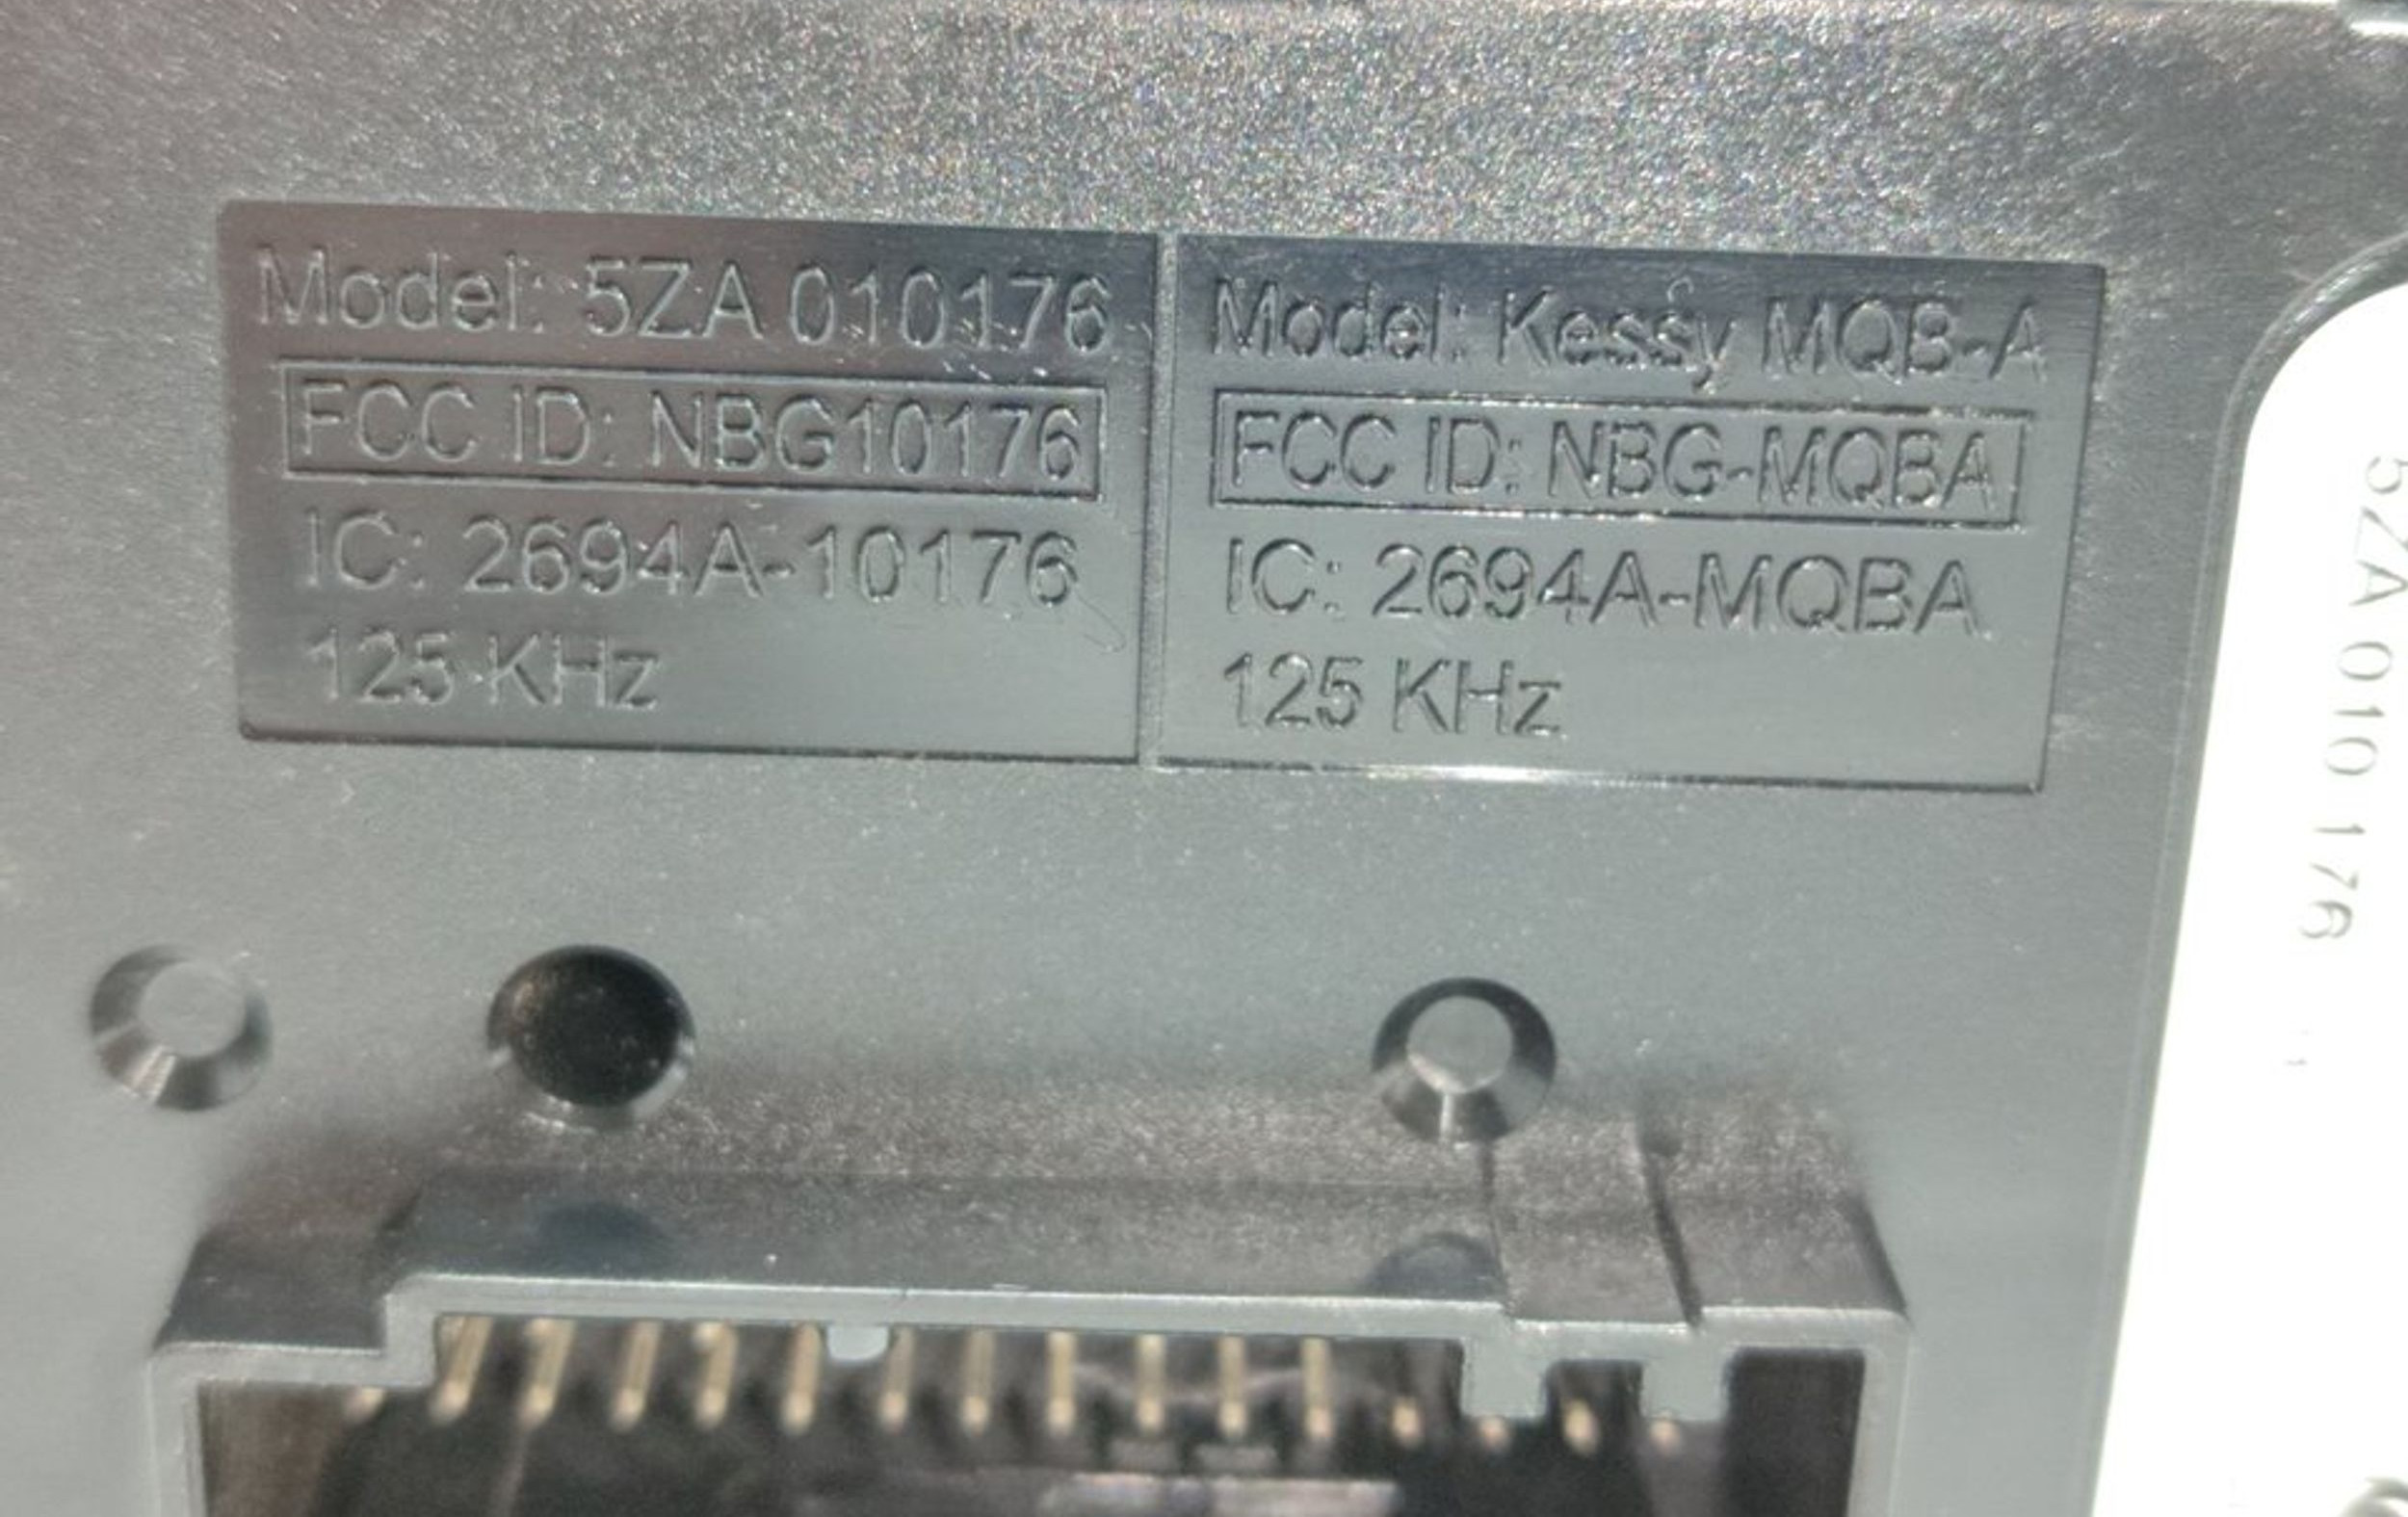 Model: 5ZA 010176
FCC ID: NBG10176
IC: 2694A-10176
125 KHz
Model: Kessy MQB-A
FCC ID: NBG-MQBA
IC: 2694A-MQBA
125 KHz
5ZA 010 176